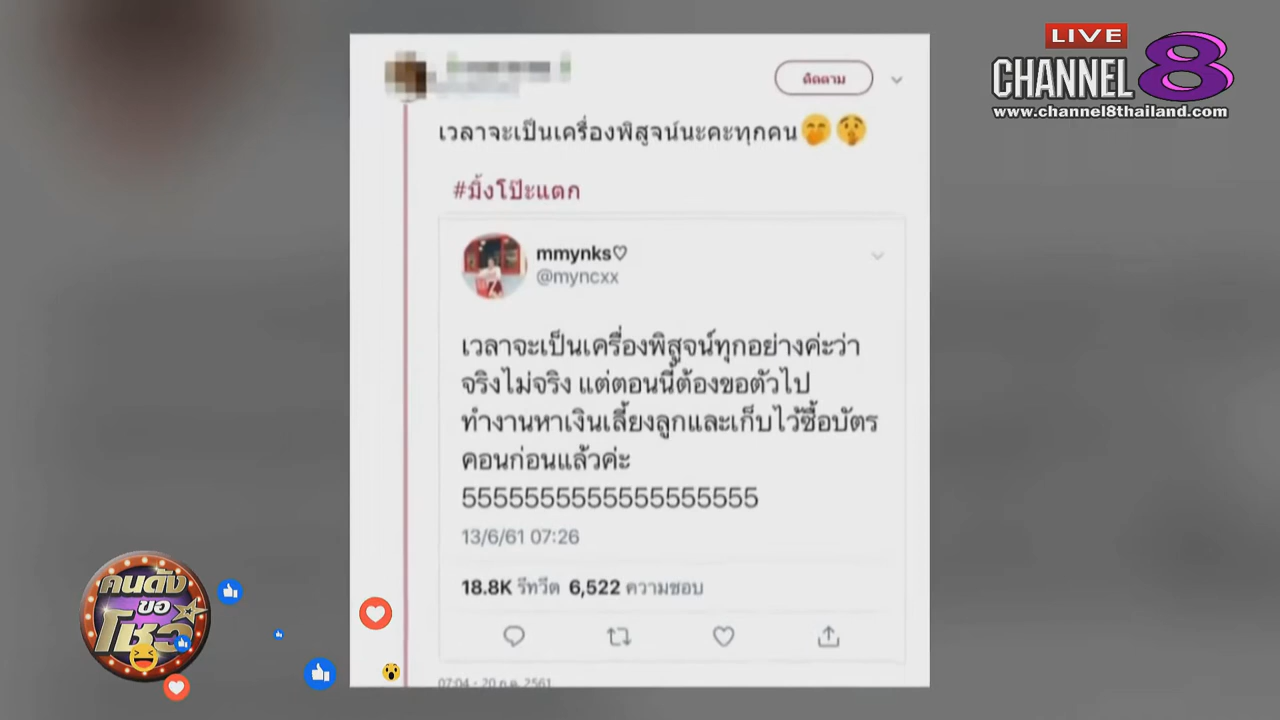 LIVE
CHANNEL 8
www.channel8thailand.com
ติดตาม
เวลาจะเป็นเครื่องพิสูจน์นะคะทุกคน🤭🤫
#มิ้งโป๊ะแตก
mmynks♡
@myncxx
เวลาจะเป็นเครื่องพิสูจน์ทุกอย่างค่ะว่า
จริงไม่จริง แต่ตอนนี้ต้องขอตัวไป
ทำงานหาเงินเลี้ยงลูกและเก็บไว้ซื้อบัตร
คอนก่อนแล้วค่ะ
5555555555555555555
13/6/61 07:26
18.8K รีทวีต 6,522 ความชอบ
07:04 - 20 ก.ค. 2561
คนดัง
ขอ
โชว์